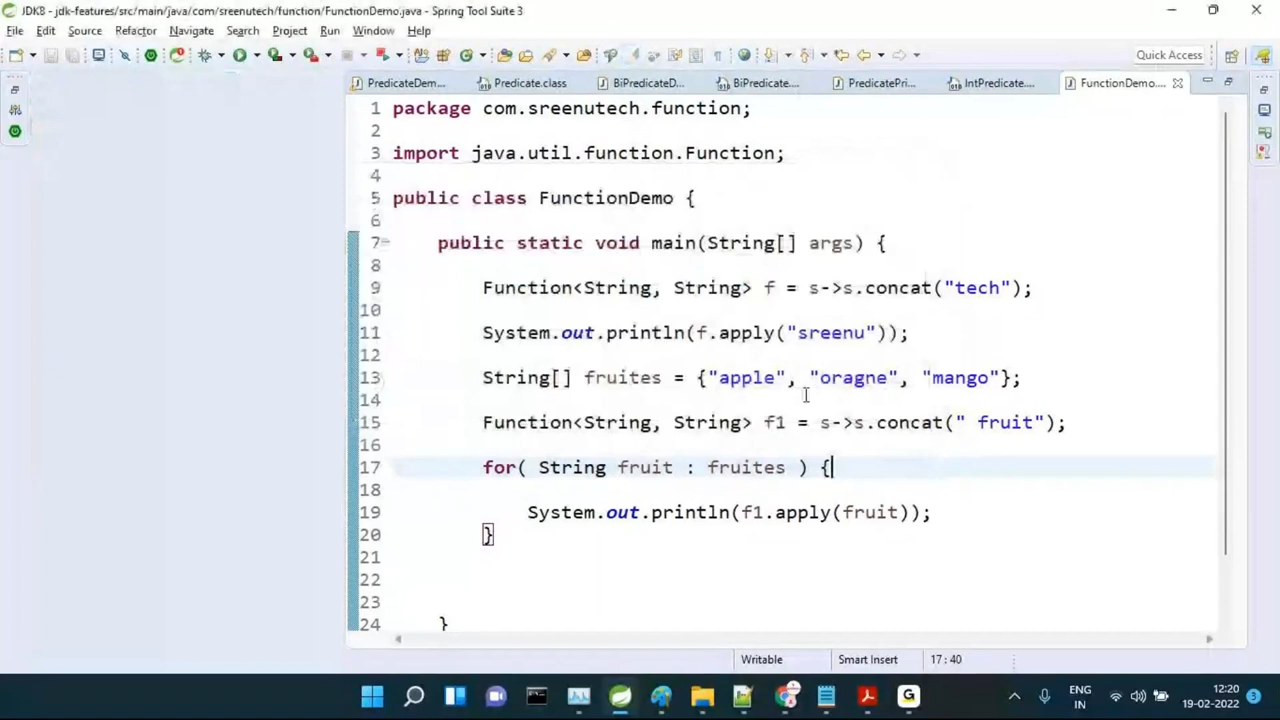 JDK8 - jdk-features/src/main/java/com/sreenutech/function/FunctionDemo.java - Spring Tool Suite 3
File Edit Source Refactor Navigate Search Project Run Window Help
Quick Access
PredicateDem... Predicate.class BiPredicateD... BiPredicate.... PredicatePri... IntPredicate.... FunctionDemo....
1 package com.sreenutech.function;
2
3 import java.util.function.Function;
4
5 public class FunctionDemo {
6
7 public static void main(String[] args) {
8
9 Function<String, String> f = s->s.concat("tech");
10
11 System.out.println(f.apply("sreenu"));
12
13 String[] fruites = {"apple", "oragne", "mango"};
14
15 Function<String, String> f1 = s->s.concat(" fruit");
16
17 for( String fruit : fruites ) {
18
19 System.out.println(f1.apply(fruit));
20 }
21
22
23
24 }
Writable Smart Insert 17 : 40
ENG
IN
12:20
19-02-2022
3